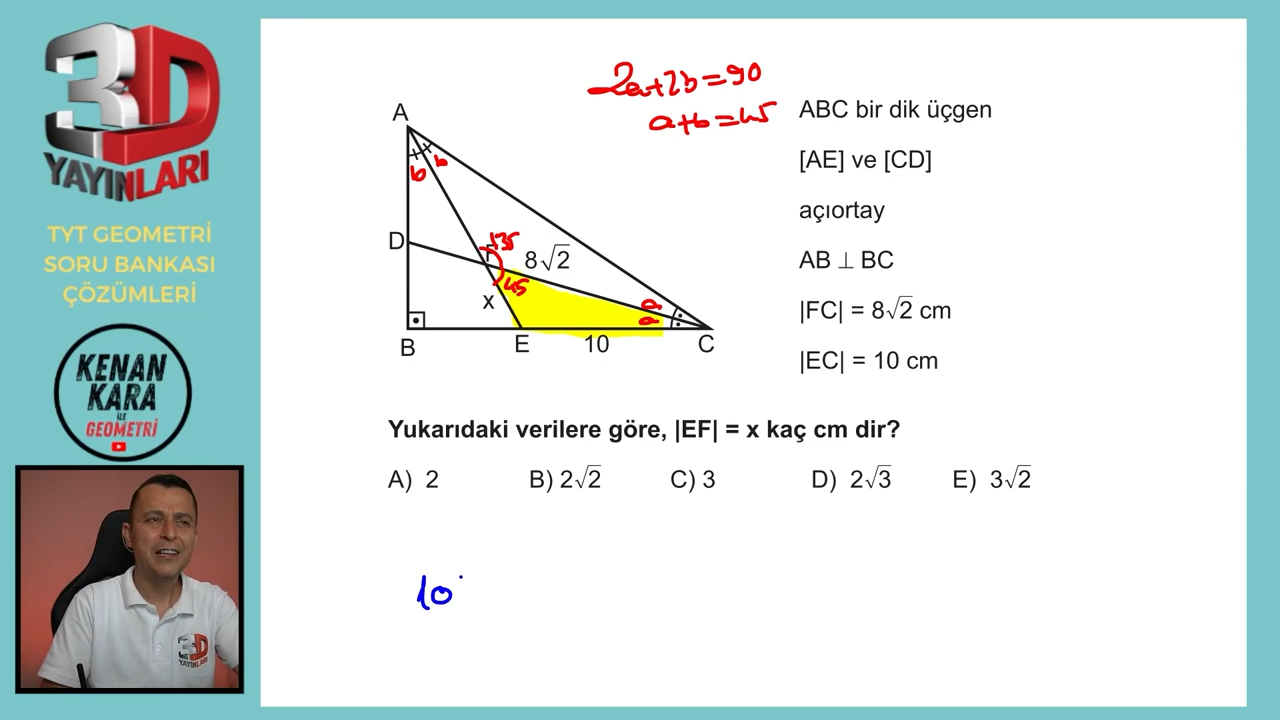 3D
YAYINLARI
TYT GEOMETRİ
SORU BANKASI
ÇÖZÜMLERİ
KENAN
KARA
İLE
GEOMETRİ
3D
YAYINLARI
2a+2b=90
a+b=45
A
b
b
D
135
F
8√2
45
x
a
a
B
E
10
C
ABC bir dik üçgen
[AE] ve [CD]
açıortay
AB ⊥ BC
|FC| = 8√2 cm
|EC| = 10 cm
Yukarıdaki verilere göre, |EF| = x kaç cm dir?
A) 2 B) 2√2 C) 3 D) 2√3 E) 3√2
10